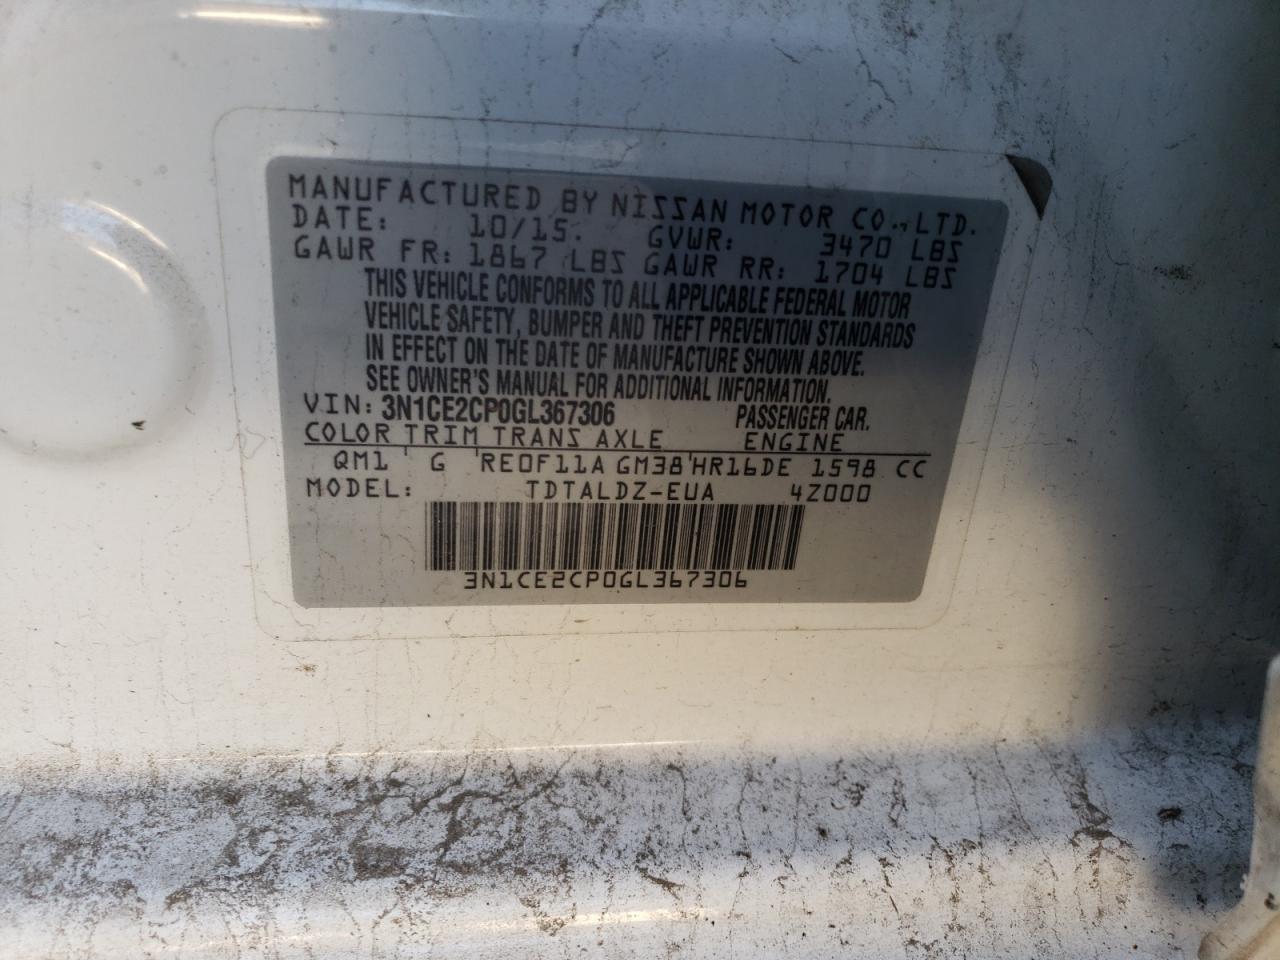 MANUFACTURED BY NISSAN MOTOR CO., LTD.
DATE: 10/15. GVWR: 3470 LBS
GAWR FR: 1867 LBS GAWR RR: 1704 LBS
THIS VEHICLE CONFORMS TO ALL APPLICABLE FEDERAL MOTOR
VEHICLE SAFETY, BUMPER AND THEFT PREVENTION STANDARDS
IN EFFECT ON THE DATE OF MANUFACTURE SHOWN ABOVE.
SEE OWNER'S MANUAL FOR ADDITIONAL INFORMATION.
VIN: 3N1CE2CP0GL367306 PASSENGER CAR.
COLOR TRIM TRANS AXLE ENGINE
QM1 ' G ' RE0F11A GM38 ' HR16DE 1598 CC
MODEL: TDTALDZ-EUA 4Z000
3N1CE2CP0GL367306